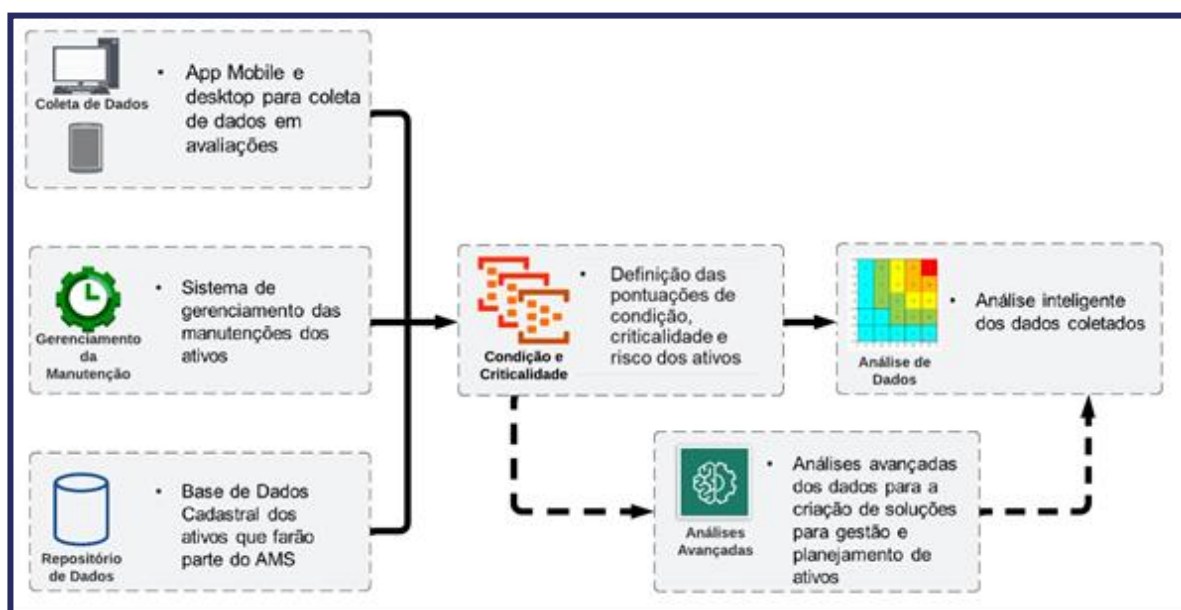 Coleta de Dados
• App Mobile e
desktop para coleta
de dados em
avaliações
Gerenciamento
da
Manutenção
• Sistema de
gerenciamento das
manutenções dos
ativos
Repositório
de Dados
• Base de Dados
Cadastral dos
ativos que farão
parte do AMS
Condição e
Criticalidade
• Definição das
pontuações de
condição,
criticalidade e
risco dos ativos
Análise de
Dados
• Análise inteligente
dos dados coletados
Análises
Avançadas
• Análises avançadas
dos dados para a
criação de soluções
para gestão e
planejamento de
ativos